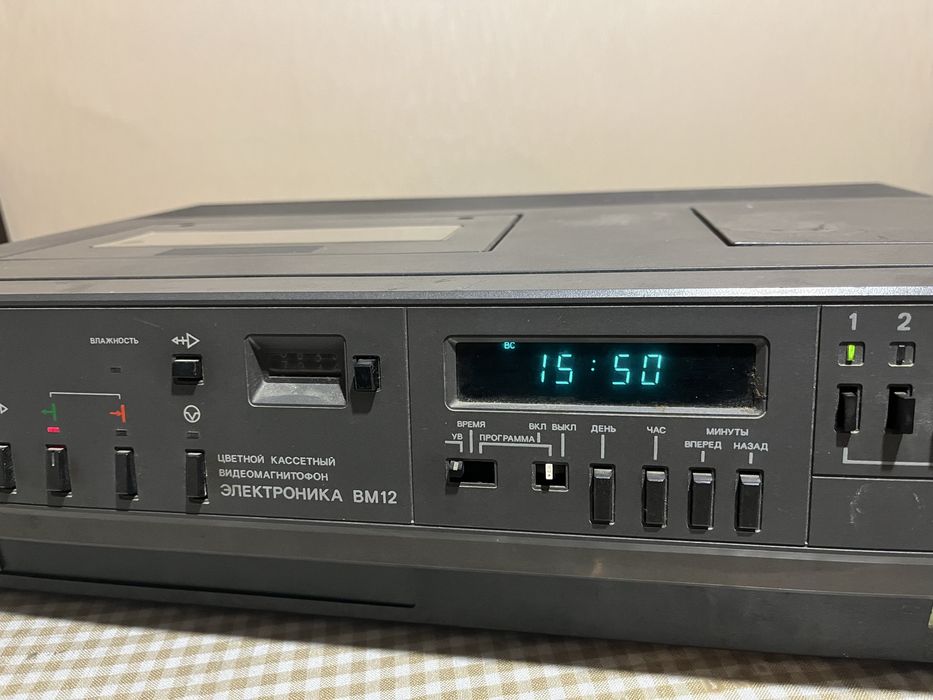 ВЛАЖНОСТЬ
ЦВЕТНОЙ КАССЕТНЫЙ
ВИДЕОМАГНИТОФОН
ЭЛЕКТРОНИКА ВМ12
ВС
15:50
УВ
ВРЕМЯ
ПРОГРАММА
ВКЛ
ВЫКЛ
ДЕНЬ
ЧАС
МИНУТЫ
ВПЕРЕД НАЗАД
1 2